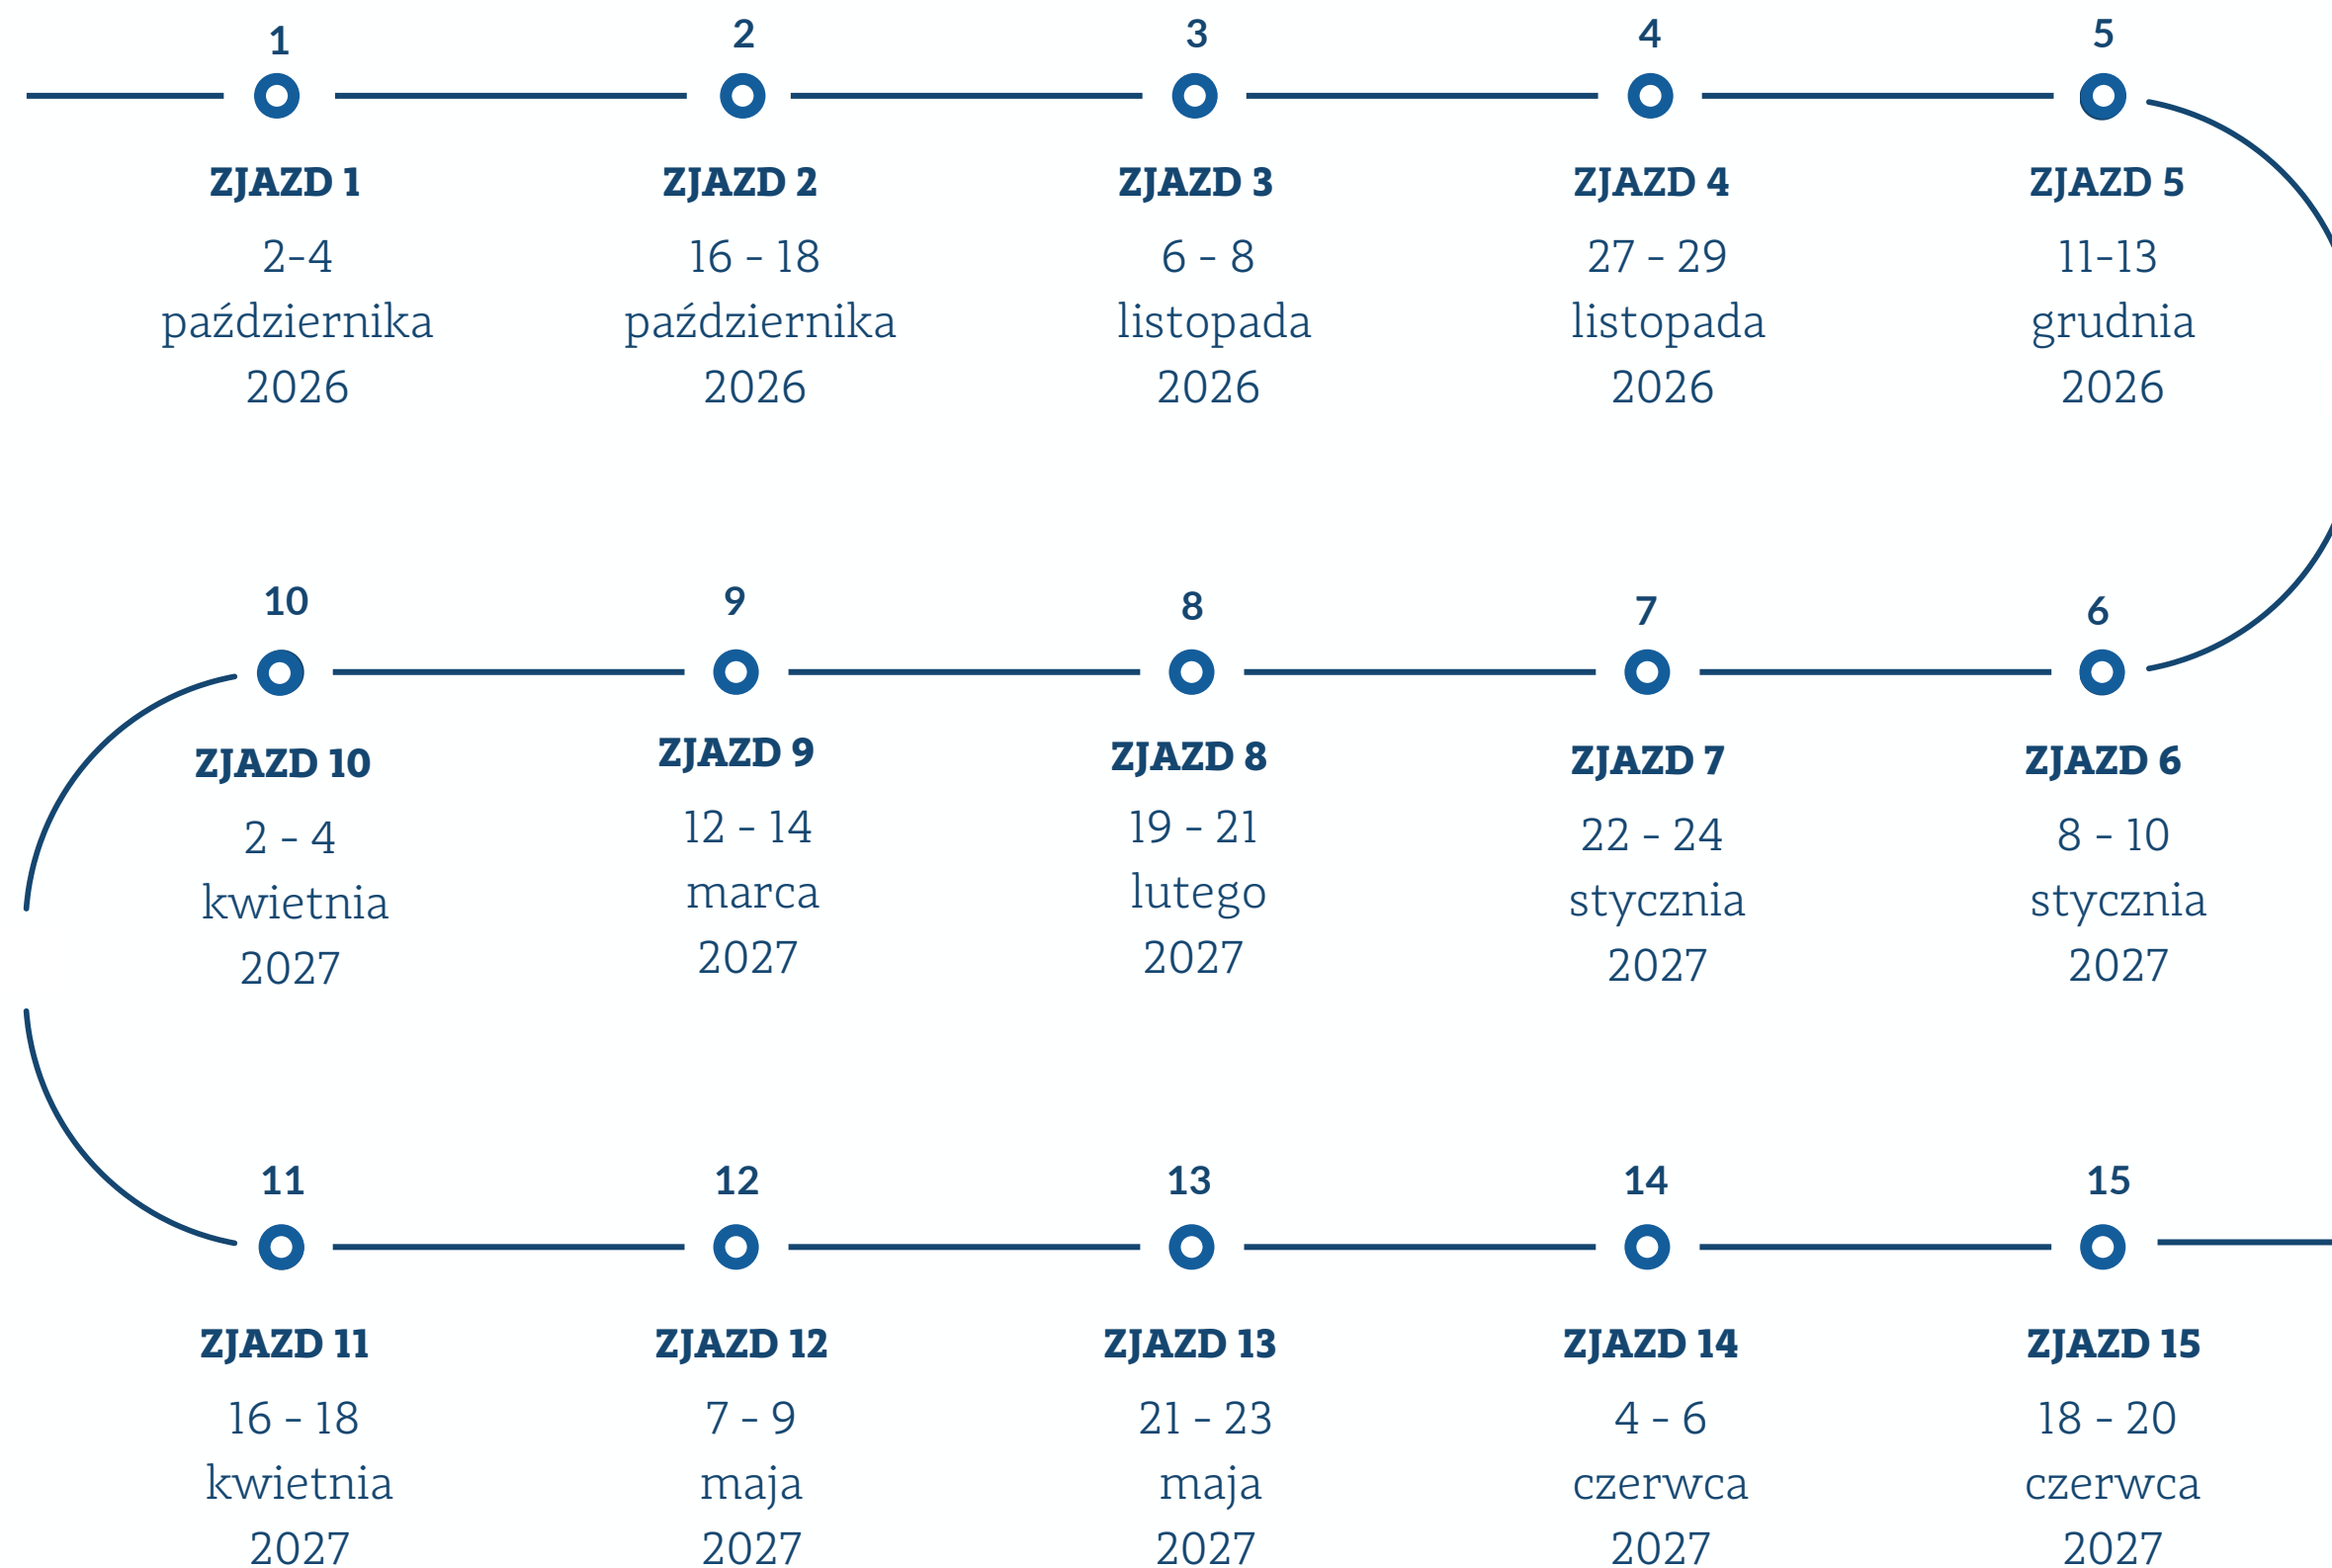 1
ZJAZD 1
2-4
października
2026
2
ZJAZD 2
16 - 18
października
2026
3
ZJAZD 3
6 - 8
listopada
2026
4
ZJAZD 4
27 - 29
listopada
2026
5
ZJAZD 5
11-13
grudnia
2026
6
ZJAZD 6
8 - 10
stycznia
2027
7
ZJAZD 7
22 - 24
stycznia
2027
8
ZJAZD 8
19 - 21
lutego
2027
9
ZJAZD 9
12 - 14
marca
2027
10
ZJAZD 10
2 - 4
kwietnia
2027
11
ZJAZD 11
16 - 18
kwietnia
2027
12
ZJAZD 12
7 - 9
maja
2027
13
ZJAZD 13
21 - 23
maja
2027
14
ZJAZD 14
4 - 6
czerwca
2027
15
ZJAZD 15
18 - 20
czerwca
2027